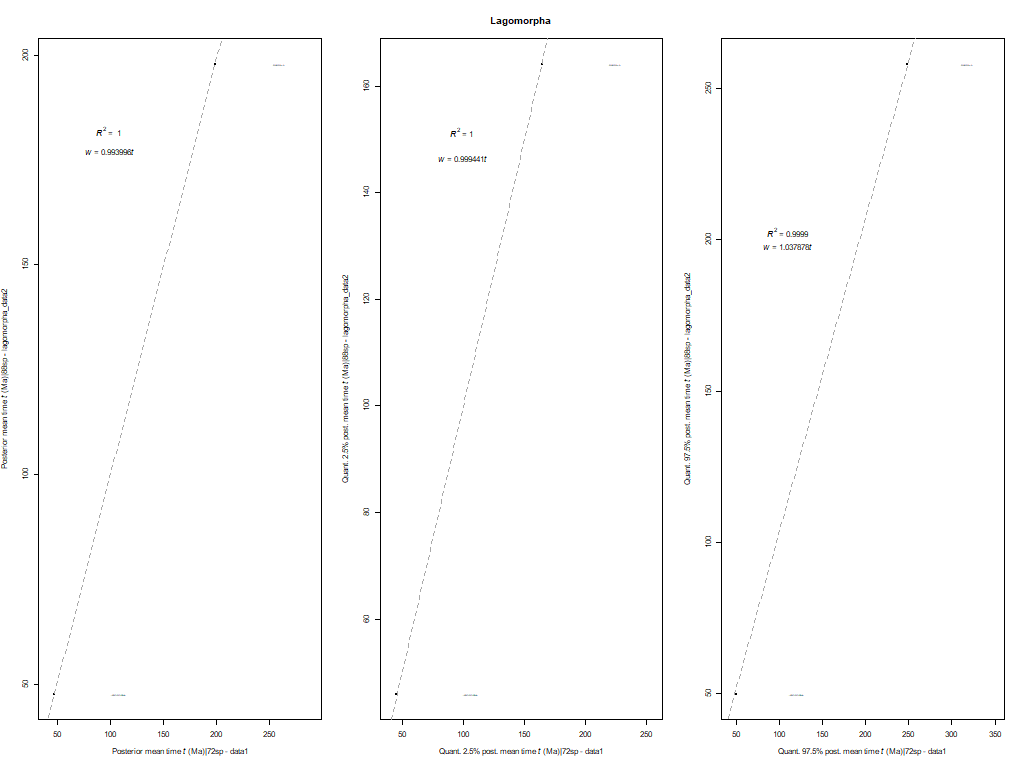 Lagomorpha
Posterior mean time t (Ma)|88sp - lagomorpha_data2
200
150
100
50
R² = 1
w = 0.993996t
50 100 150 200 250
Posterior mean time t (Ma)|72sp - data1
Quant. 2.5% post. mean time t (Ma)|88sp - lagomorpha_data2
160
140
120
100
80
60
R² = 1
w = 0.999441t
50 100 150 200 250
Quant. 2.5% post. mean time t (Ma)|72sp - data1
Quant. 97.5% post. mean time t (Ma)|88sp - lagomorpha_data2
250
200
150
100
50
R² = 0.9999
w = 1.037878t
50 100 150 200 250 300 350
Quant. 97.5% post. mean time t (Ma)|72sp - data1